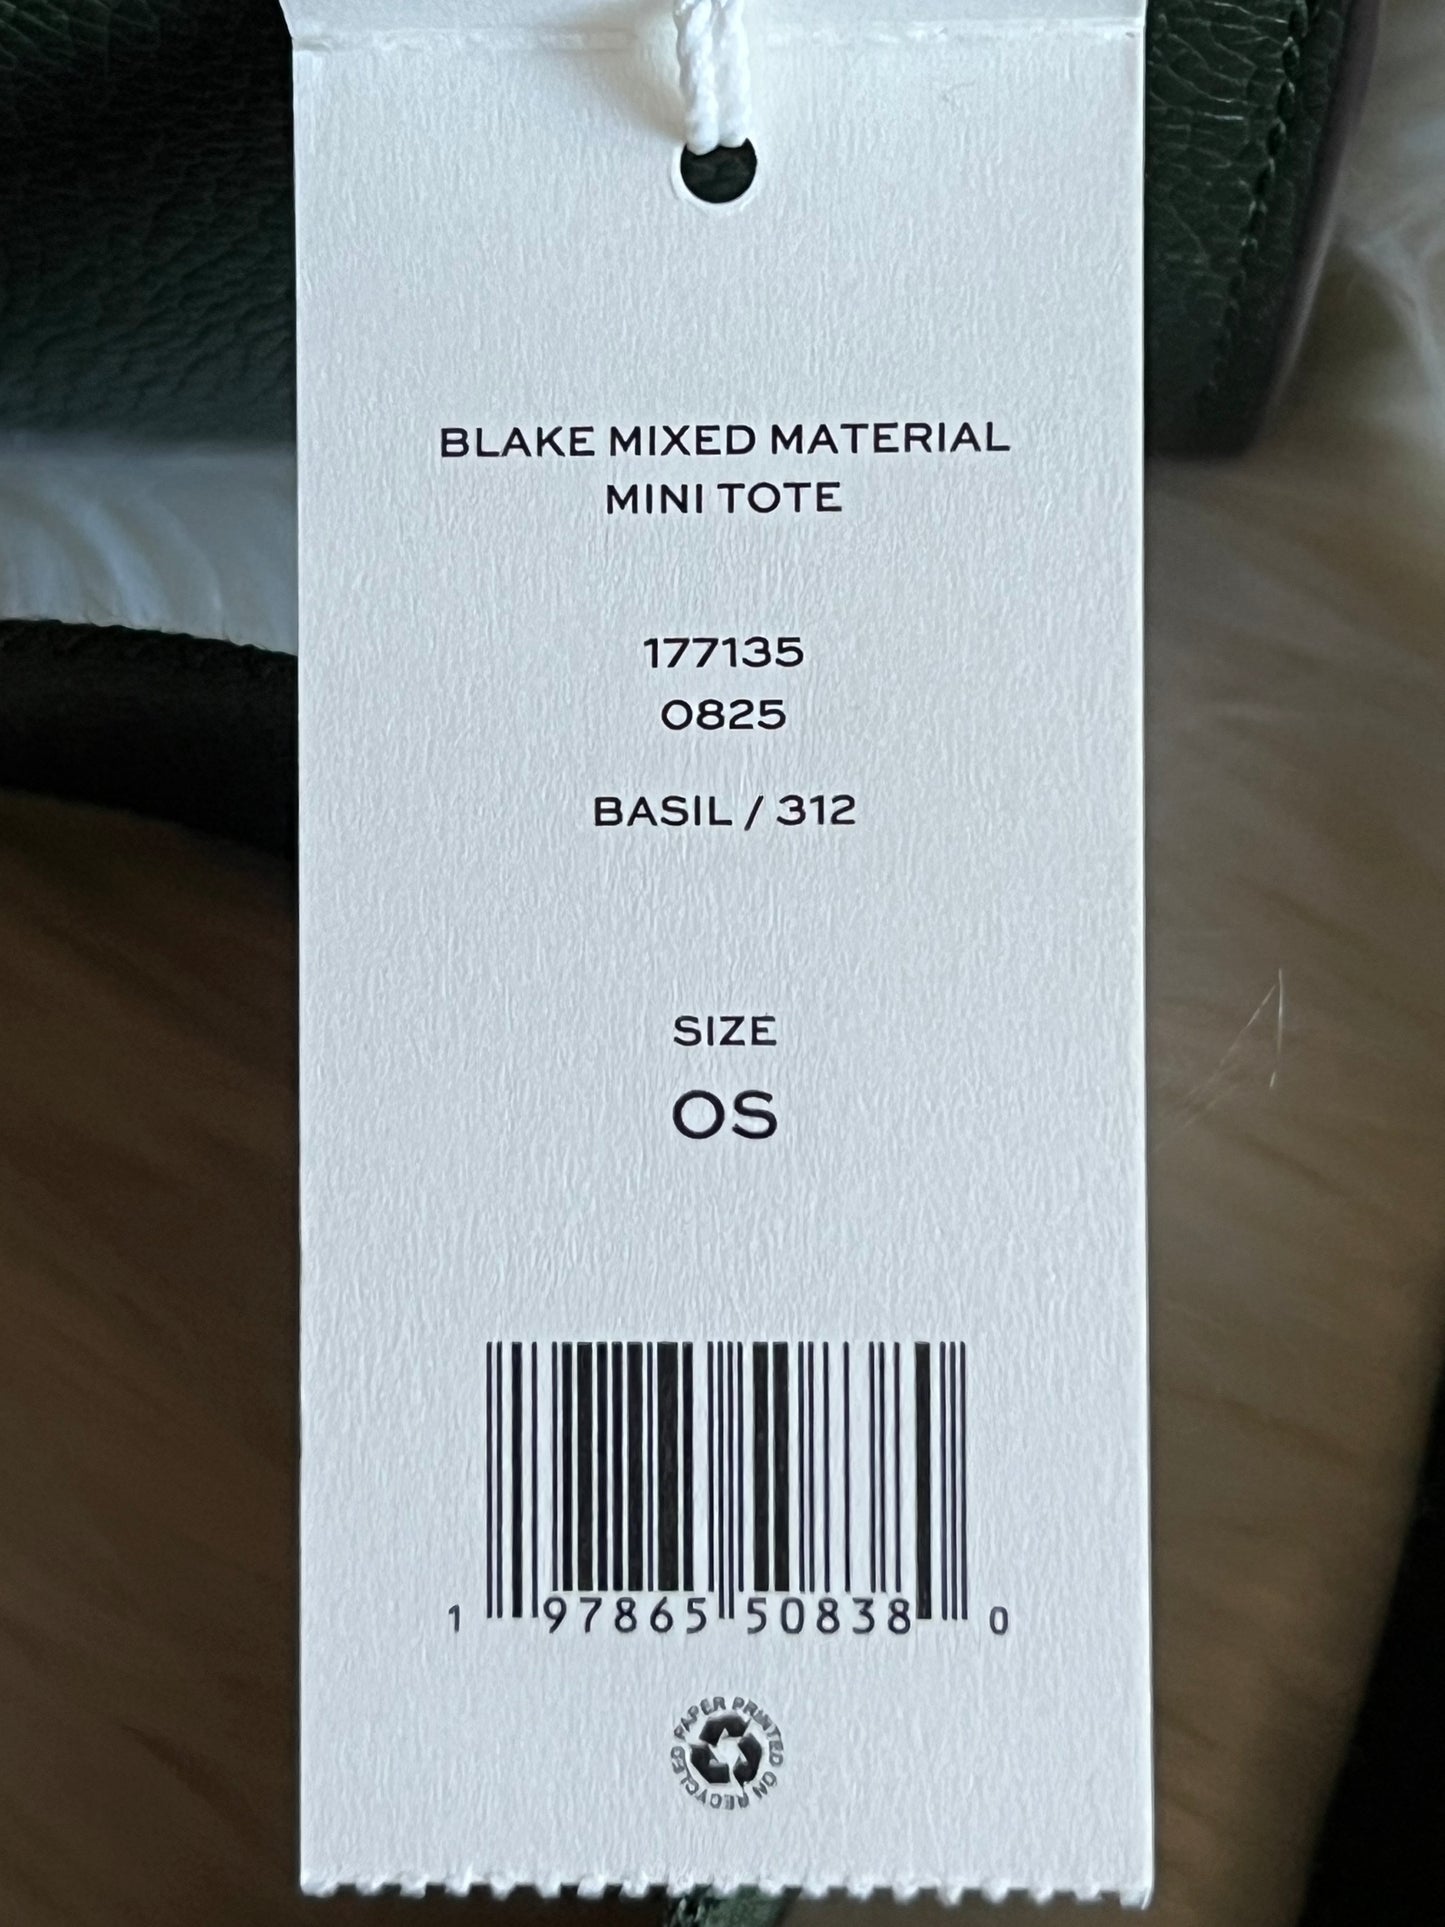 BLAKE MIXED MATERIAL
MINI TOTE
177135
0825
BASIL / 312
SIZE
OS
1 97865 50838 0
PAPER PRINTED ON RECYCLED